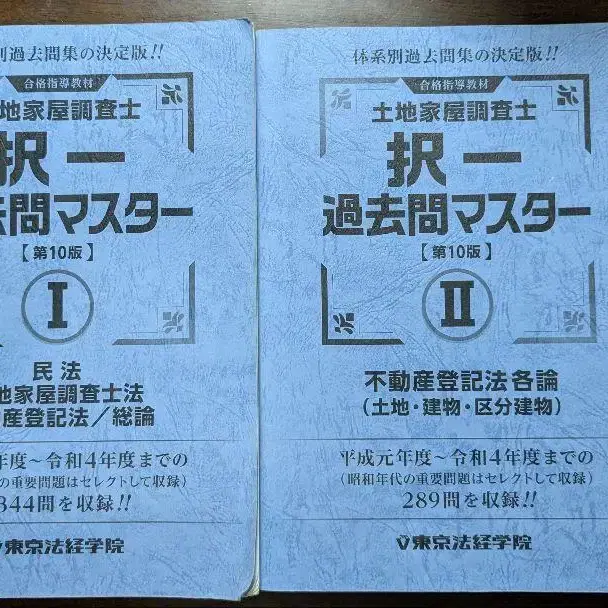 別過去問集の決定版!!
合格指導教材
地家屋調査士
択一
去問マスター
【第10版】
I
民法
地家屋調査士法
産登記法／総論
年度～令和4年度までの
の重要問題はセレクトして収録)
344問を収録!!
東京法経学院
体系別過去問集の決定版!!
合格指導教材
土地家屋調査士
択一
過去問マスター
【第10版】
II
不動産登記法各論
(土地・建物・区分建物)
平成元年度～令和4年度までの
(昭和年代の重要問題はセレクトして収録)
289問を収録!!
東京法経学院